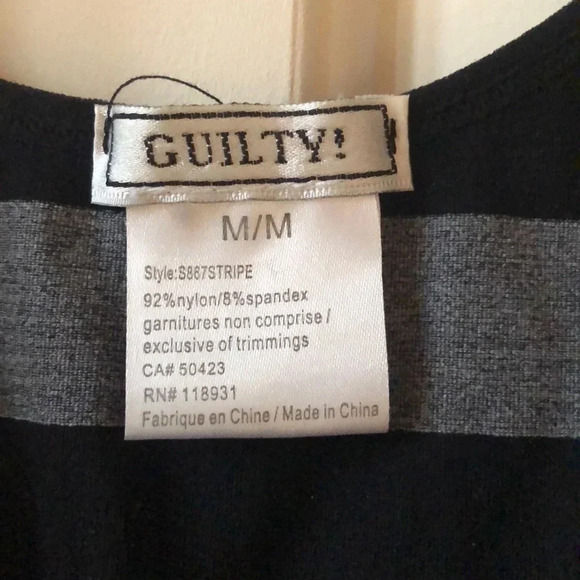 GUILTY!
M/M
Style:S867STRIPE
92%nylon/8%spandex
garnitures non comprise /
exclusive of trimmings
CA# 50423
RN# 118931
Fabrique en Chine / Made in China